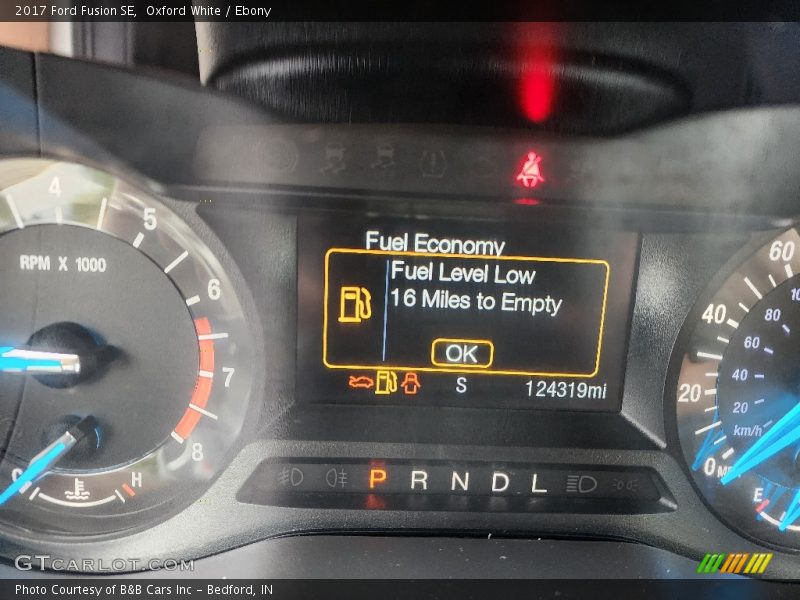 2017 Ford Fusion SE,  Oxford White / Ebony
4
5
6
7
8
RPM X 1000
H
Fuel Economy
Fuel Level Low
16 Miles to Empty
OK
S
124319mi
P R N D L
60
40
20
0
80
60
40
20
km/h
E
GTCARLOT.COM
Photo Courtesy of B&B Cars Inc – Bedford, IN